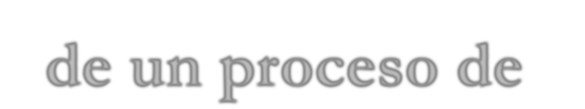 de un proceso de